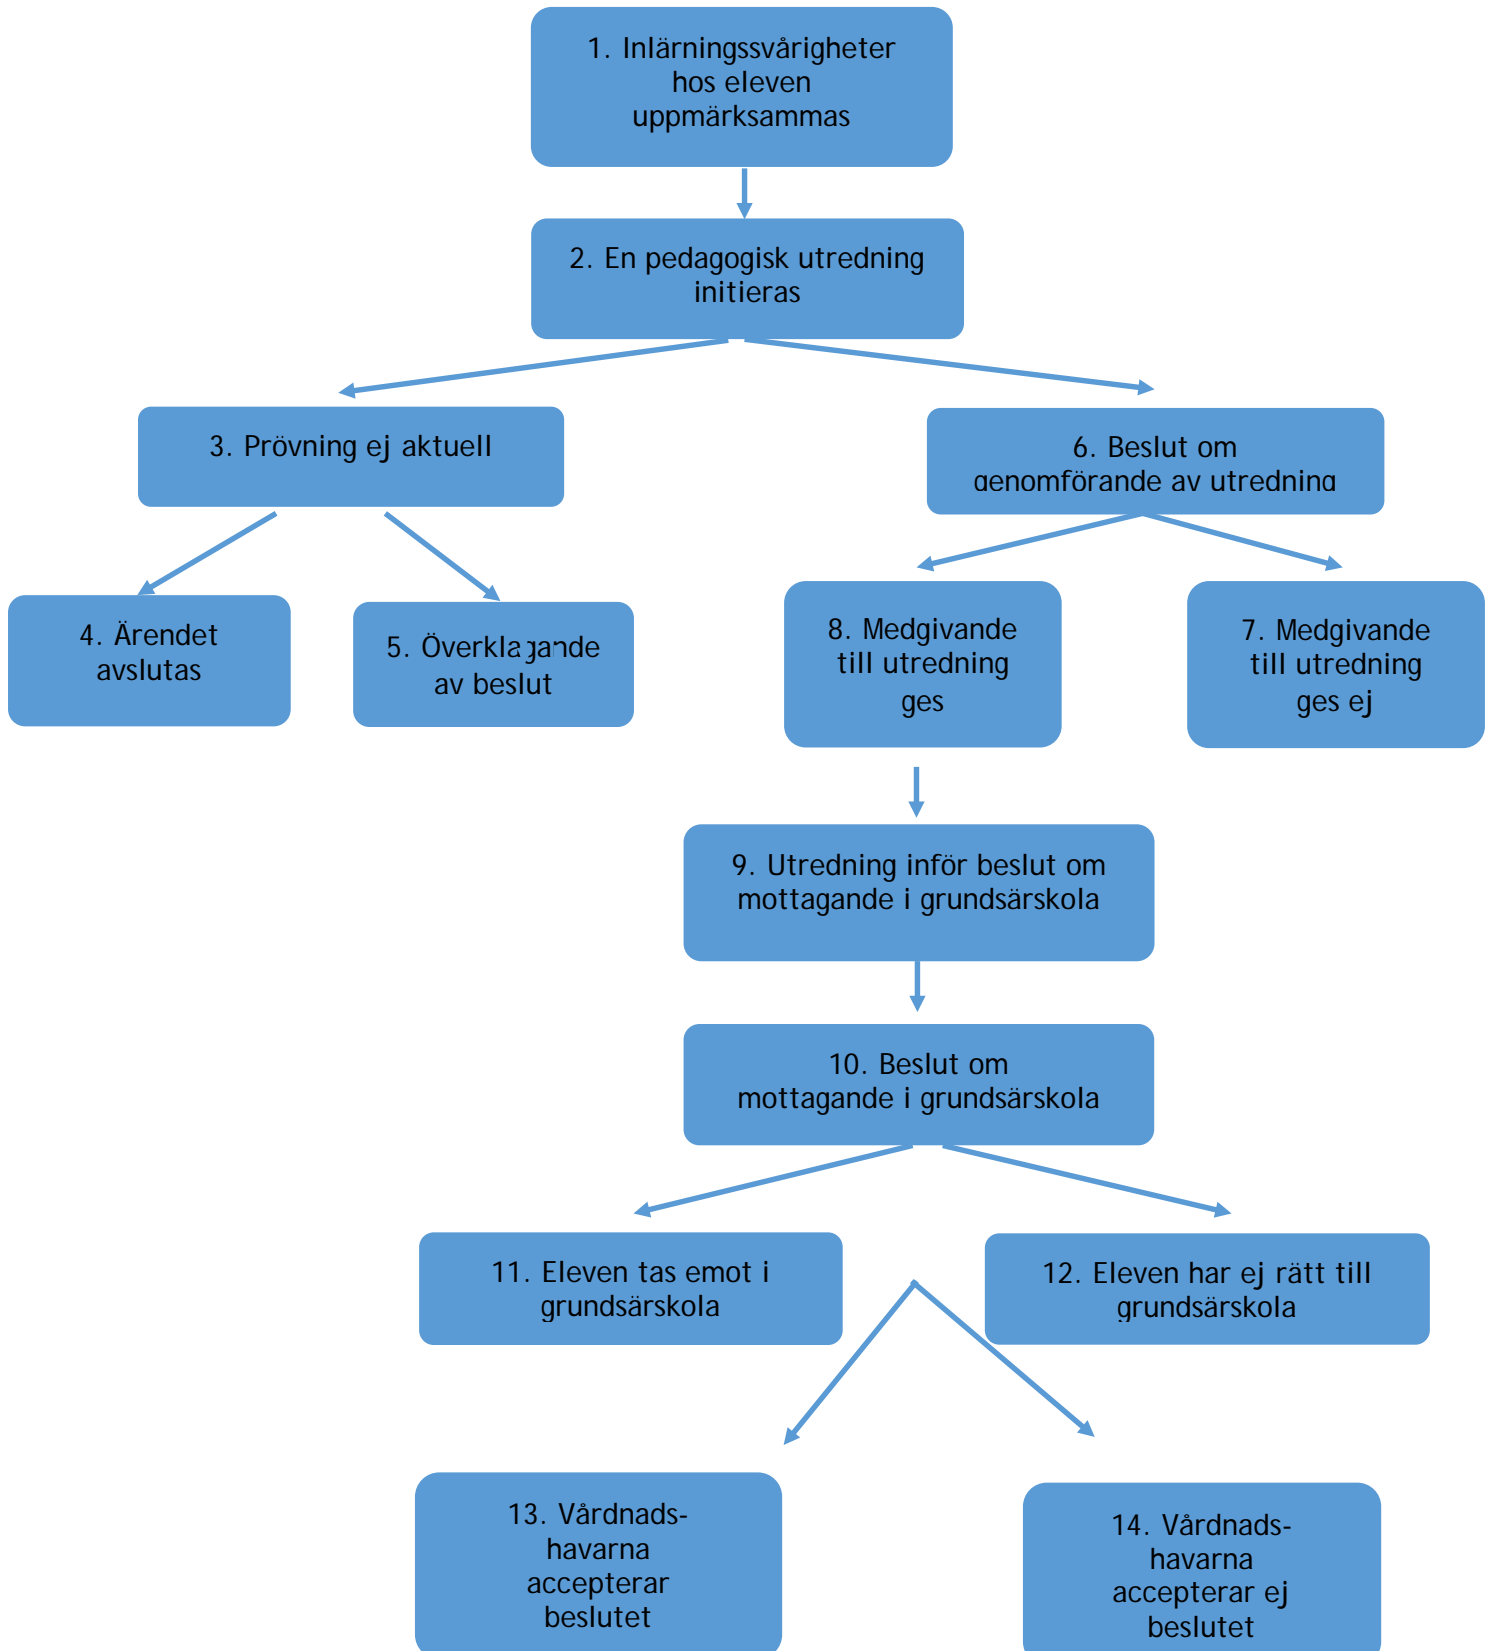 1. Inlärningssvårigheter
hos eleven
uppmärksammas
2. En pedagogisk utredning
initieras
3. Prövning ej aktuell
6. Beslut om
genomförande av utredning
4. Ärendet
avslutas
5. Överklagande
av beslut
8. Medgivande
till utredning
ges
7. Medgivande
till utredning
ges ej
9. Utredning inför beslut om
mottagande i grundsärskola
10. Beslut om
mottagande i grundsärskola
11. Eleven tas emot i
grundsärskola
12. Eleven har ej rätt till
grundsärskola
13. Vårdnads-
havarna
accepterar
beslutet
14. Vårdnads-
havarna
accepterar ej
beslutet